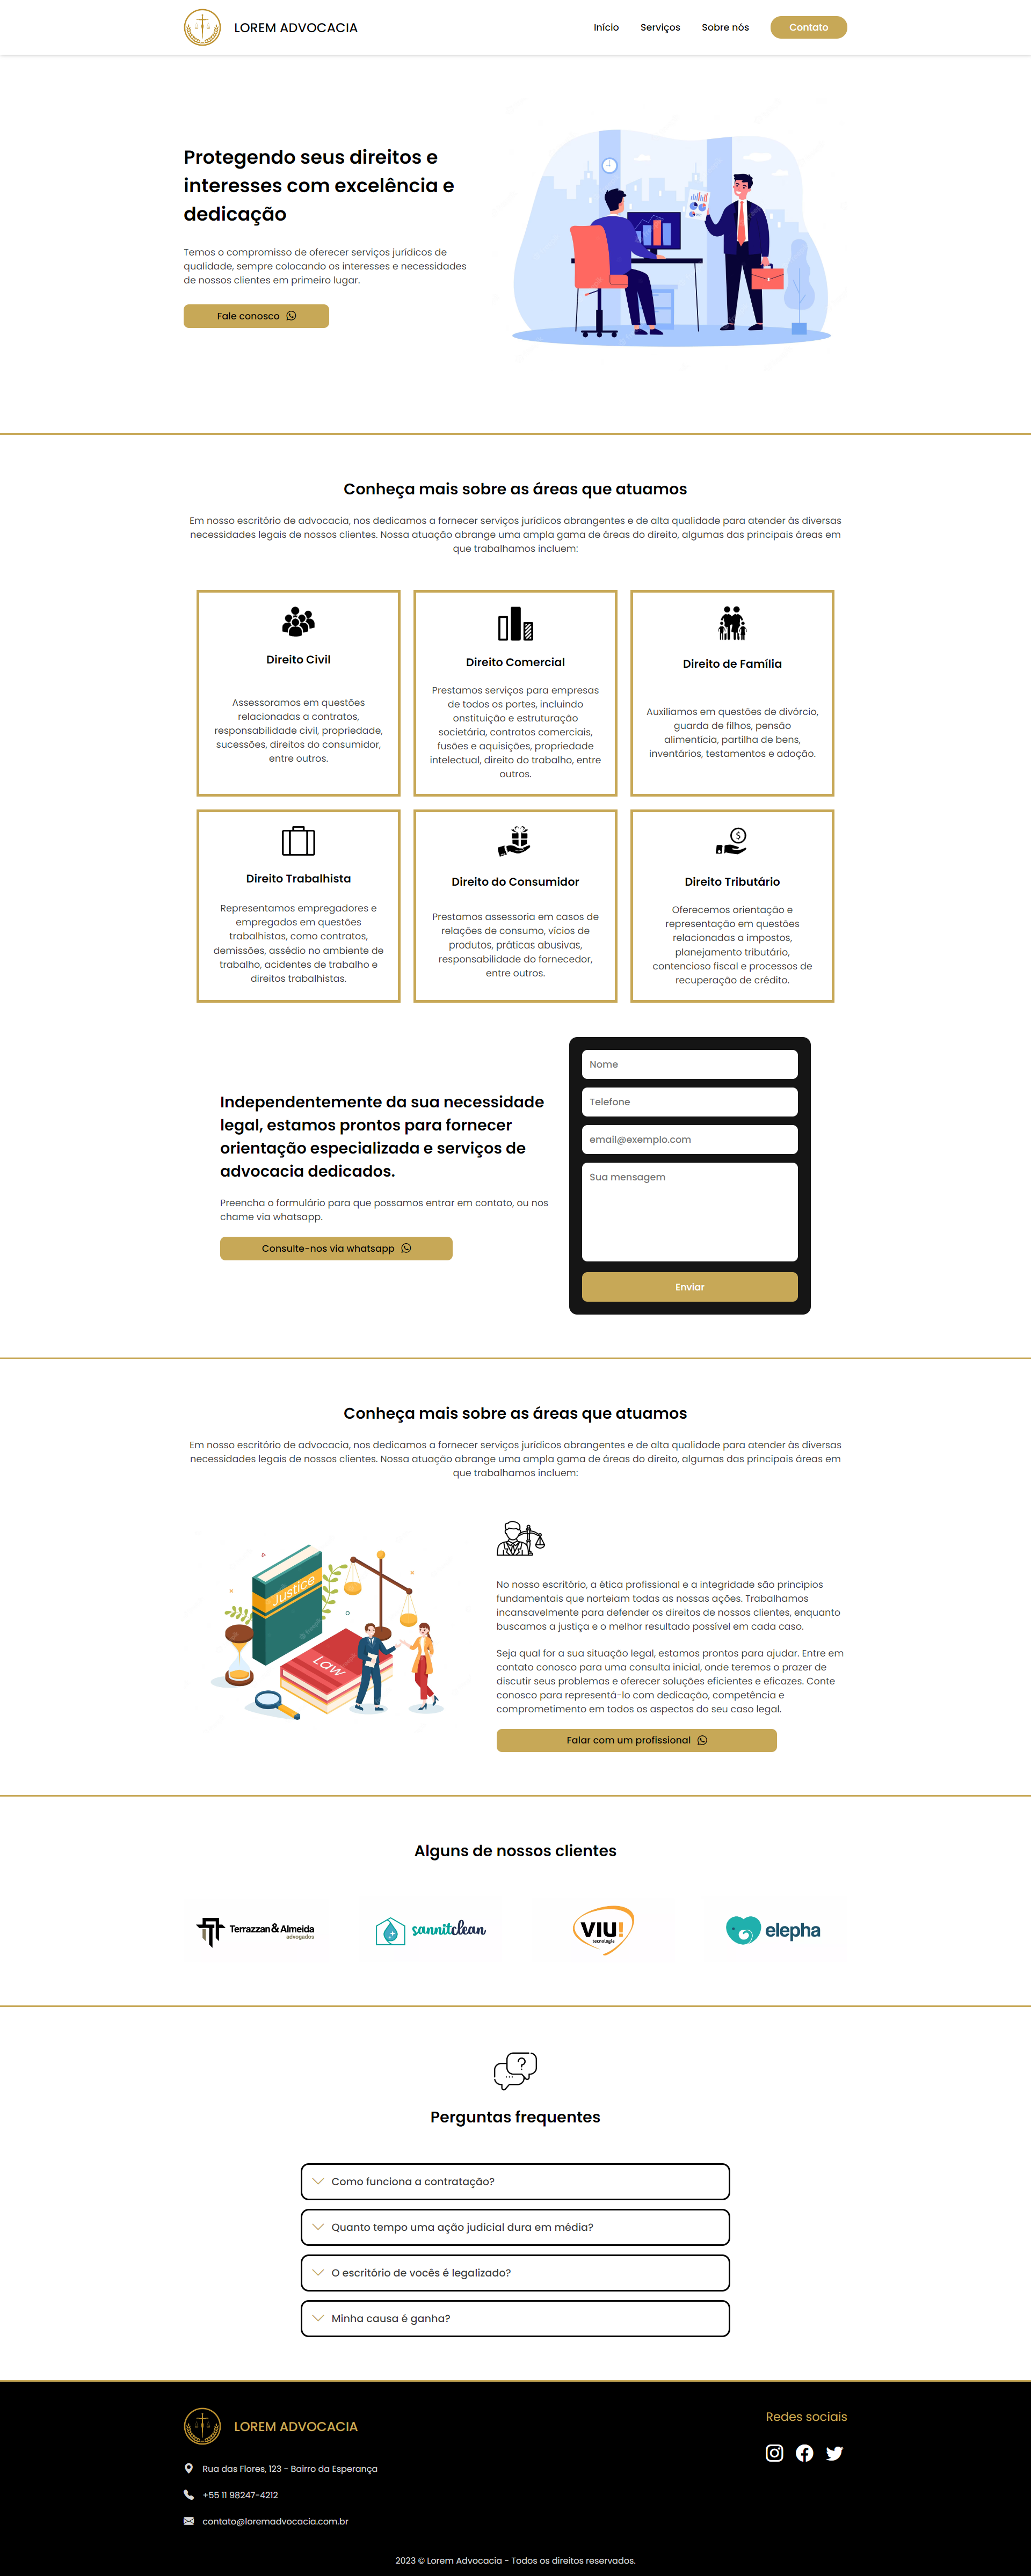 LOREM ADVOCACIA
Início
Serviços
Sobre nós
Contato
Protegendo seus direitos e
interesses com excelência e
dedicação
Temos o compromisso de oferecer serviços jurídicos de
qualidade, sempre colocando os interesses e necessidades
de nossos clientes em primeiro lugar.
Fale conosco
Conheça mais sobre as áreas que atuamos
Em nosso escritório de advocacia, nos dedicamos a fornecer serviços jurídicos abrangentes e de alta qualidade para atender às diversas
necessidades legais de nossos clientes. Nossa atuação abrange uma ampla gama de áreas do direito, algumas das principais áreas em
que trabalhamos incluem:
Direito Civil
Assessoramos em questões
relacionadas a contratos,
responsabilidade civil, propriedade,
sucessões, direitos do consumidor,
entre outros.
Direito Comercial
Prestamos serviços para empresas
de todos os portes, incluindo
onstituição e estruturação
societária, contratos comerciais,
fusões e aquisições, propriedade
intelectual, direito do trabalho, entre
outros.
Direito de Família
Auxiliamos em questões de divórcio,
guarda de filhos, pensão
alimentícia, partilha de bens,
inventários, testamentos e adoção.
Direito Trabalhista
Representamos empregadores e
empregados em questões
trabalhistas, como contratos,
demissões, assédio no ambiente de
trabalho, acidentes de trabalho e
direitos trabalhistas.
Direito do Consumidor
Prestamos assessoria em casos de
relações de consumo, vícios de
produtos, práticas abusivas,
responsabilidade do fornecedor,
entre outros.
Direito Tributário
Oferecemos orientação e
representação em questões
relacionadas a impostos,
planejamento tributário,
contencioso fiscal e processos de
recuperação de crédito.
Independentemente da sua necessidade
legal, estamos prontos para fornecer
orientação especializada e serviços de
advocacia dedicados.
Preencha o formulário para que possamos entrar em contato, ou nos
chame via whatsapp.
Consulte-nos via whatsapp
Nome
Telefone
email@exemplo.com
Sua mensagem
Enviar
Conheça mais sobre as áreas que atuamos
Em nosso escritório de advocacia, nos dedicamos a fornecer serviços jurídicos abrangentes e de alta qualidade para atender às diversas
necessidades legais de nossos clientes. Nossa atuação abrange uma ampla gama de áreas do direito, algumas das principais áreas em
que trabalhamos incluem:
Justice
Law
No nosso escritório, a ética profissional e a integridade são princípios
fundamentais que norteiam todas as nossas ações. Trabalhamos
incansavelmente para defender os direitos de nossos clientes, enquanto
buscamos a justiça e o melhor resultado possível em cada caso.
Seja qual for a sua situação legal, estamos prontos para ajudar. Entre em
contato conosco para uma consulta inicial, onde teremos o prazer de
discutir seus problemas e oferecer soluções eficientes e eficazes. Conte
conosco para representá-lo com dedicação, competência e
comprometimento em todos os aspectos do seu caso legal.
Falar com um profissional
Alguns de nossos clientes
Terrazzan & Almeida
advogados
sannitclean
VIU!
tecnologia
elepha
Perguntas frequentes
Como funciona a contratação?
Quanto tempo uma ação judicial dura em média?
O escritório de vocês é legalizado?
Minha causa é ganha?
LOREM ADVOCACIA
Rua das Flores, 123 - Bairro da Esperança
+55 11 98247-4212
contato@loremadvocacia.com.br
Redes sociais
2023 © Lorem Advocacia - Todos os direitos reservados.